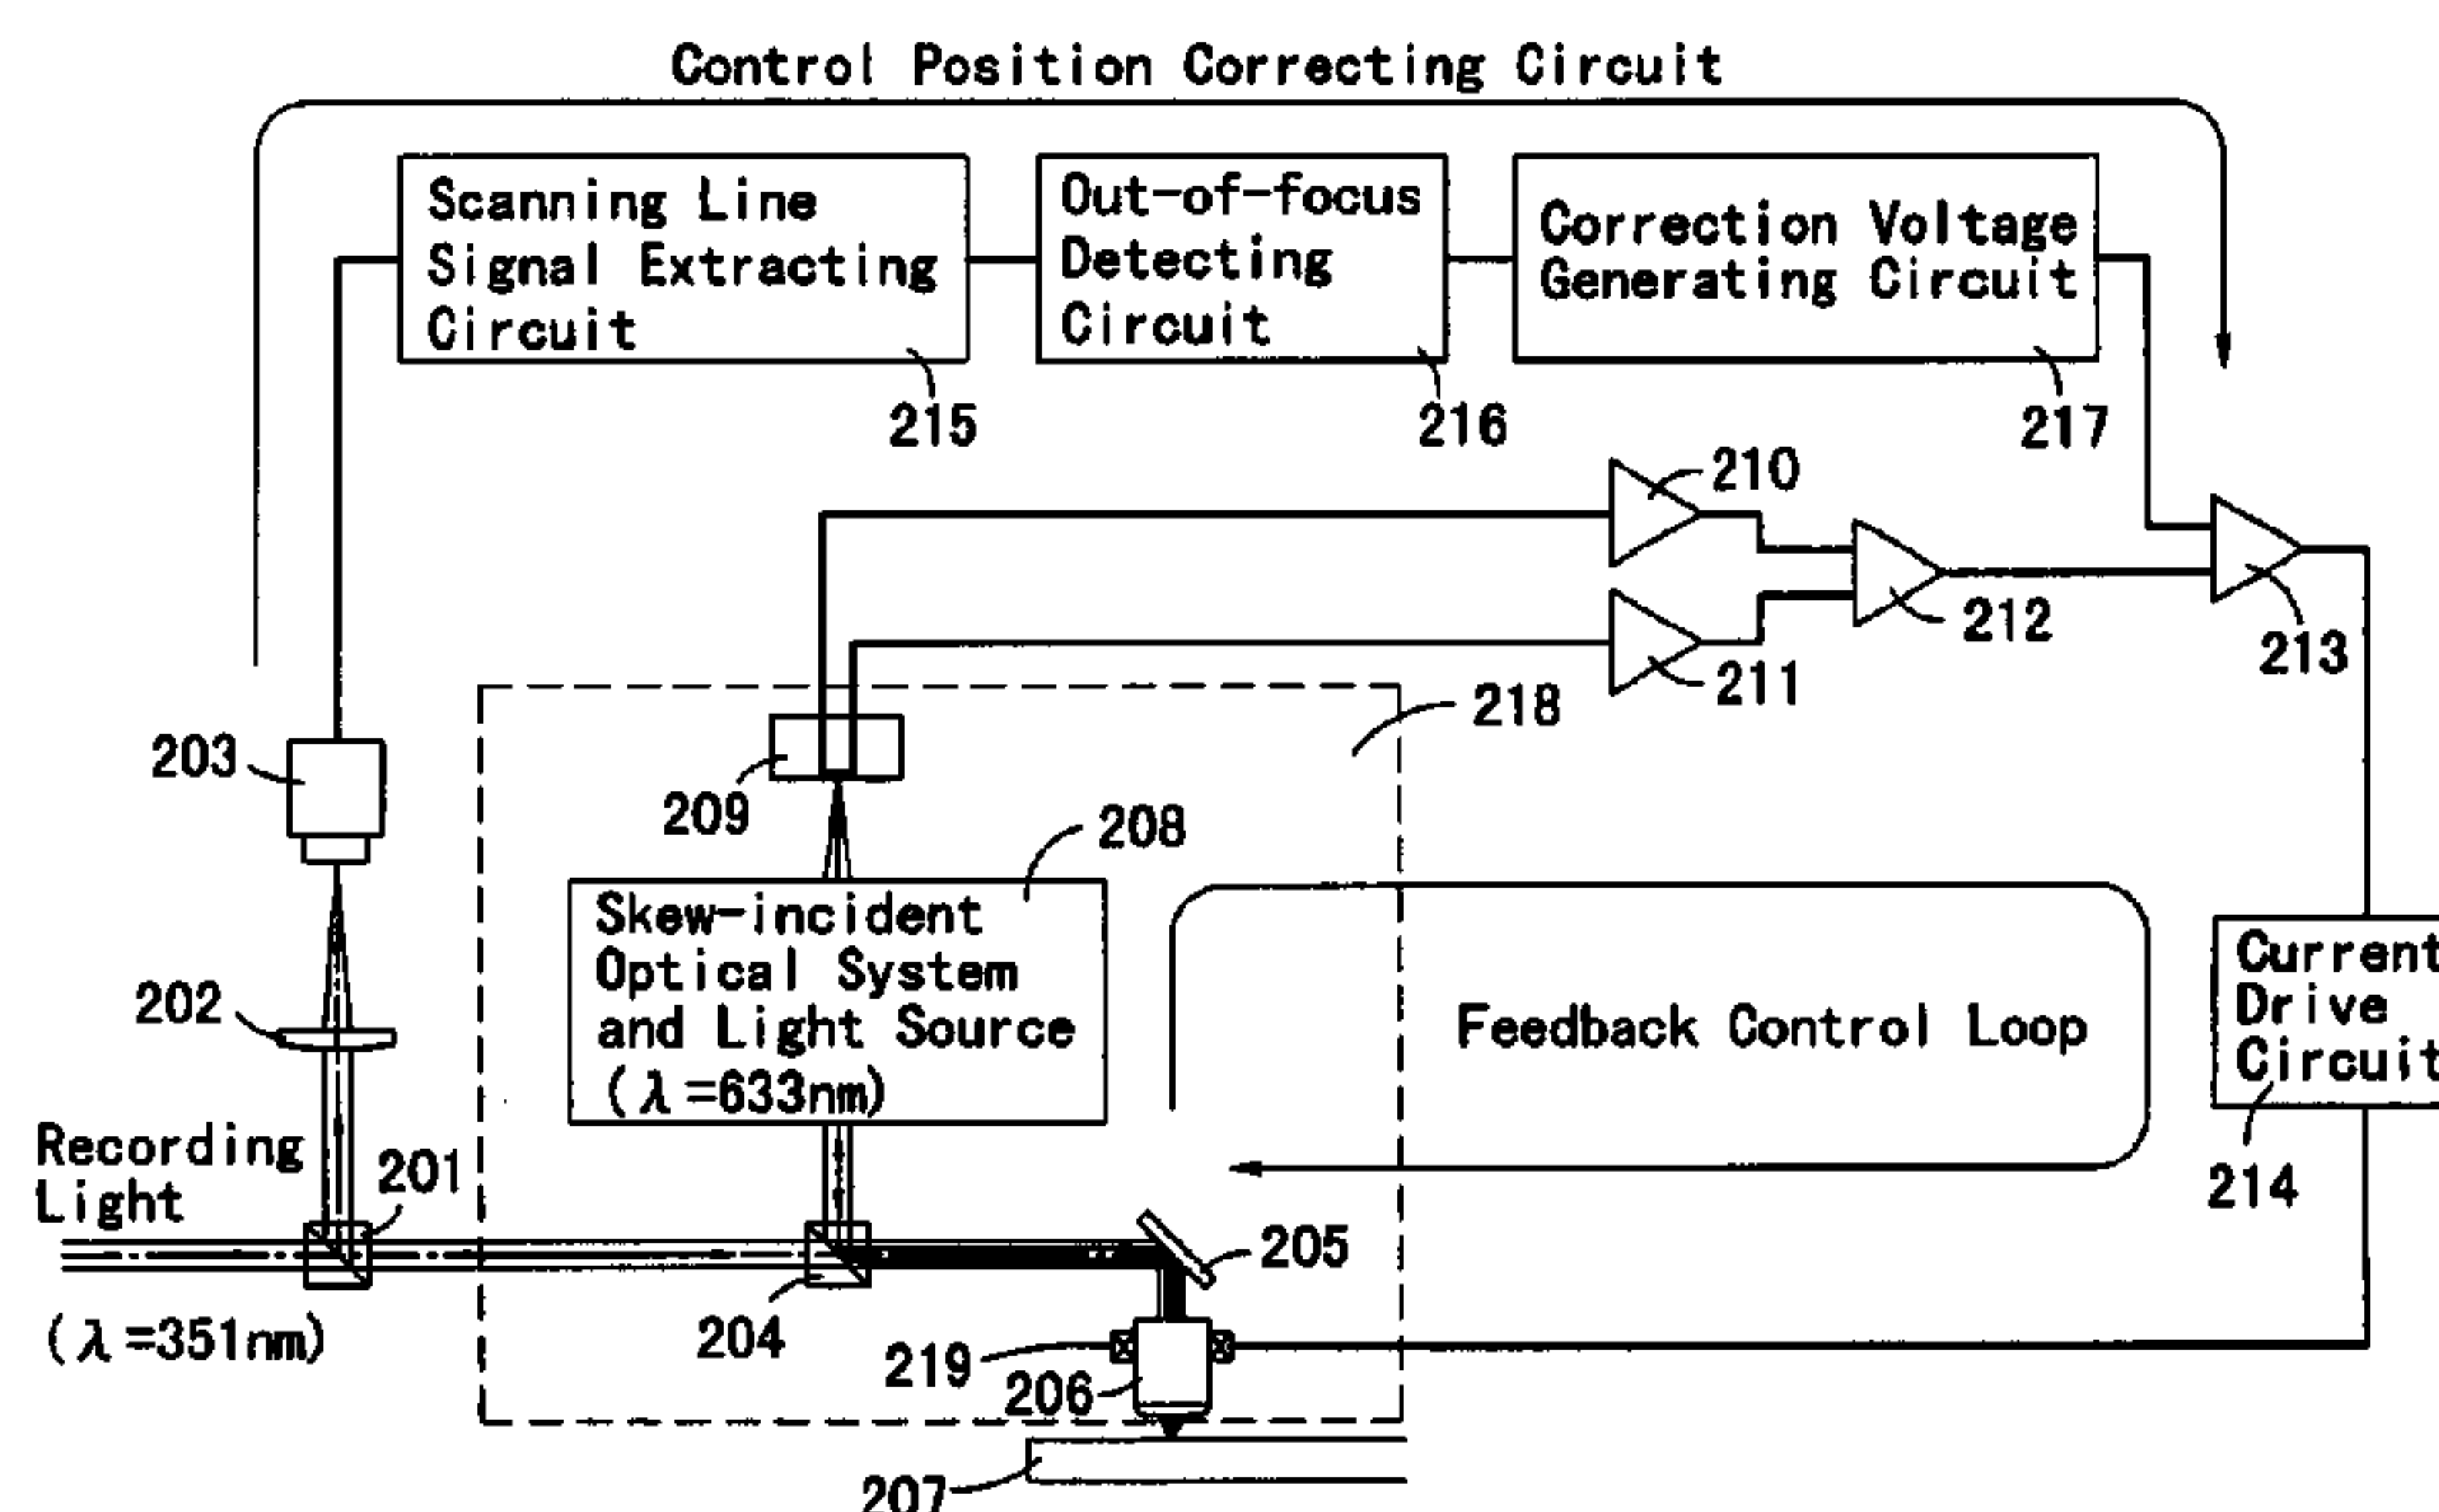 Control Position Correcting Circuit
Scanning Line
Signal Extracting
Circuit
Out-of-focus
Detecting
Circuit
Correction Voltage
Generating Circuit
215
216
217
210
211
212
213
218
203
209
208
Skew-incident
Optical System
and Light Source
(λ=633nm)
202
Feedback Control Loop
Current
Drive
Circuit
214
Recording
Light
201
(λ=351nm)
204
205
219
206
207